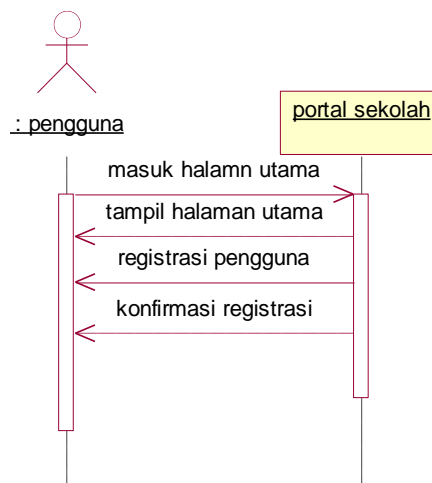 : pengguna
portal sekolah
masuk halamn utama
tampil halaman utama
registrasi pengguna
konfirmasi registrasi